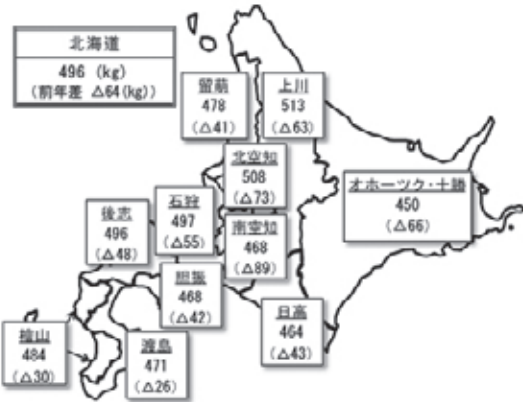 北海道
496 (kg)
(前年差 △64(kg))
留萌
478
(△41)
上川
513
(△63)
北空知
508
(△73)
オホーツク・十勝
450
(△66)
石狩
497
(△55)
後志
496
(△48)
南空知
468
(△89)
胆振
468
(△42)
日高
464
(△43)
檜山
484
(△30)
渡島
471
(△26)